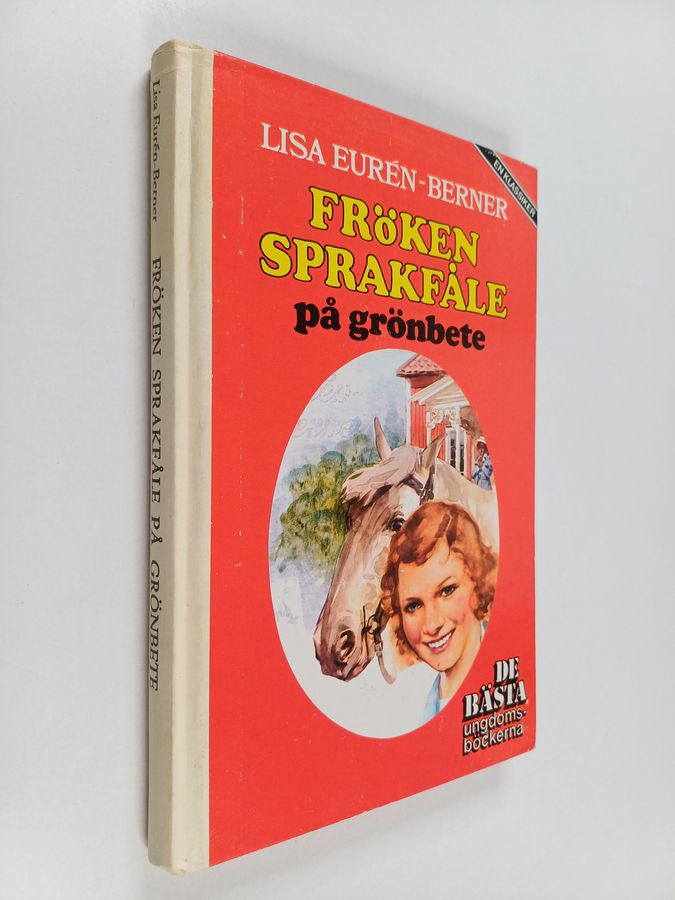 Lisa Eurén-Berner
FRÖKEN SPRAKFÅLE PÅ GRÖNBETE
LISA EURÉN-BERNER
EN KLASSIKER
FRöKEN
SPRAKFÅLE
på grönbete
DE
BÄSTA
ungdoms-
böckerna